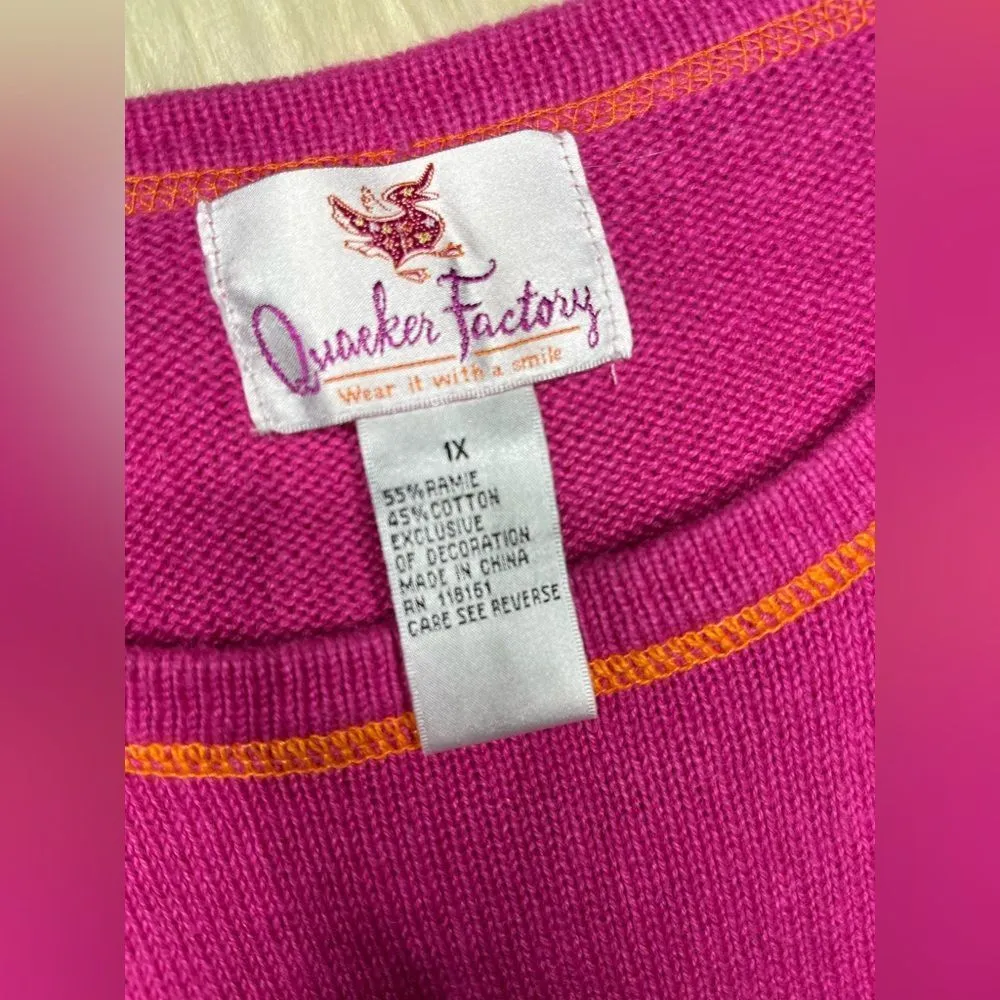 Quacker Factory
Wear it with a smile
1X
55% RAMIE
45% COTTON
EXCLUSIVE
OF DECORATION
MADE IN CHINA
RN 118151
CARE SEE REVERSE